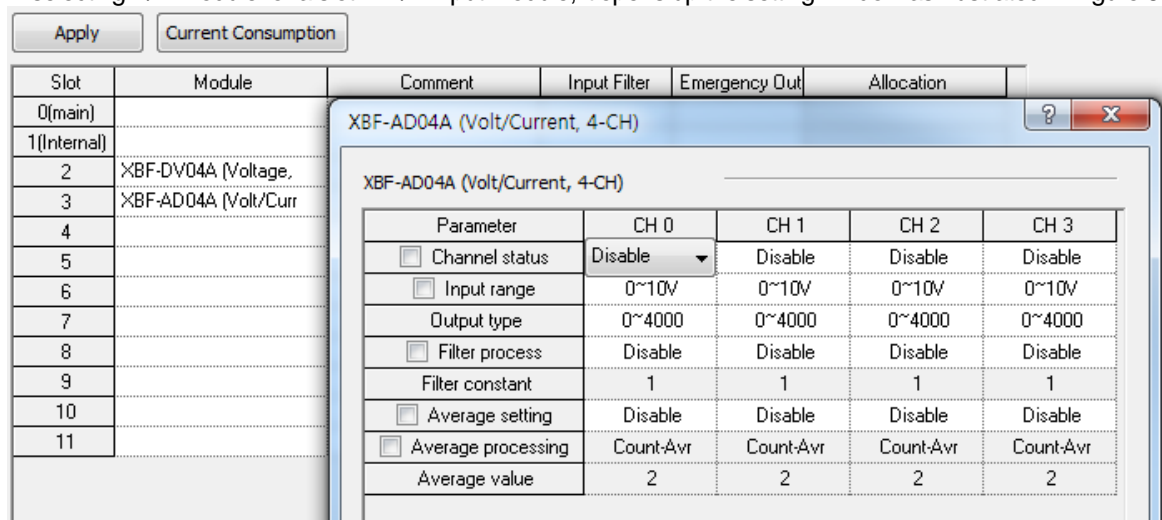 Apply Current Consumption
Slot Module Comment Input Filter Emergency Out Allocation
0(main)
1(Internal)
2 XBF-DV04A (Voltage,
3 XBF-AD04A (Volt/Curr
4
5
6
7
8
9
10
11
XBF-AD04A (Volt/Current, 4-CH)
XBF-AD04A (Volt/Current, 4-CH)
Parameter CH 0 CH 1 CH 2 CH 3
Channel status Disable Disable Disable Disable
Input range 0~10V 0~10V 0~10V 0~10V
Output type 0~4000 0~4000 0~4000 0~4000
Filter process Disable Disable Disable Disable
Filter constant 1 1 1 1
Average setting Disable Disable Disable Disable
Average processing Count-Avr Count-Avr Count-Avr Count-Avr
Average value 2 2 2 2